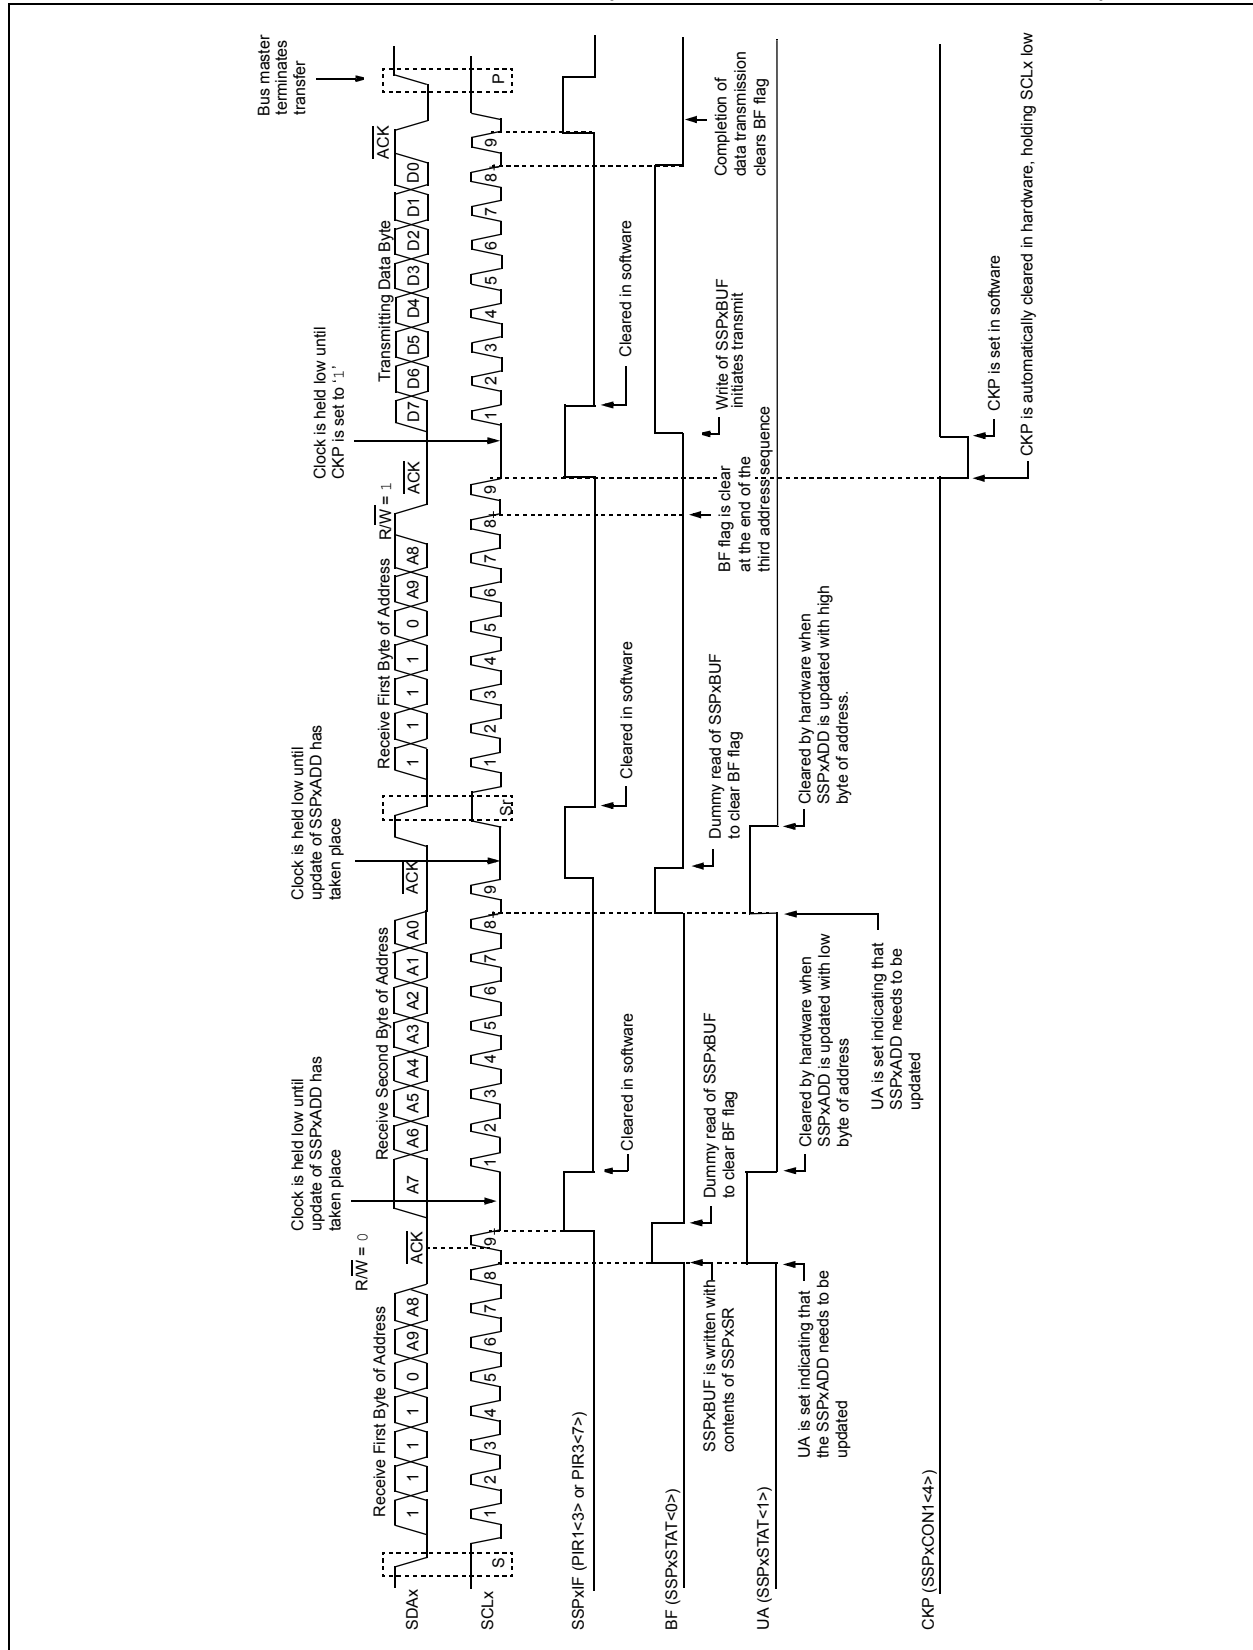 Bus master
terminates
transfer
Clock is held low until
CKP is set to ‘1’
Clock is held low until
update of SSPxADD has
taken place
Clock is held low until
update of SSPxADD has
taken place
SDAx
S
Receive First Byte of Address
1 1 1 1 0 A9 A8
R/W = 0
ACK
Receive Second Byte of Address
A7 A6 A5 A4 A3 A2 A1 A0
ACK
Sr
Receive First Byte of Address
1 1 1 1 0 A9 A8
R/W = 1
ACK
Transmitting Data Byte
D7 D6 D5 D4 D3 D2 D1 D0
ACK
P
SCLx
1 2 3 4 5 6 7 8 9
1 2 3 4 5 6 7 8 9
1 2 3 4 5 6 7 8 9
1 2 3 4 5 6 7 8 9
SSPxIF (PIR1<3> or PIR3<7>)
Cleared in software
Cleared in software
Cleared in software
BF (SSPxSTAT<0>)
SSPxBUF is written with
contents of SSPxSR
Dummy read of SSPxBUF
to clear BF flag
Dummy read of SSPxBUF
to clear BF flag
BF flag is clear
at the end of the
third address sequence
Write of SSPxBUF
initiates transmit
Completion of
data transmission
clears BF flag
UA (SSPxSTAT<1>)
UA is set indicating that
the SSPxADD needs to be
updated
Cleared by hardware when
SSPxADD is updated with low
byte of address
UA is set indicating that
SSPxADD needs to be
updated
Cleared by hardware when
SSPxADD is updated with high
byte of address.
CKP (SSPxCON1<4>)
CKP is set in software
CKP is automatically cleared in hardware, holding SCLx low